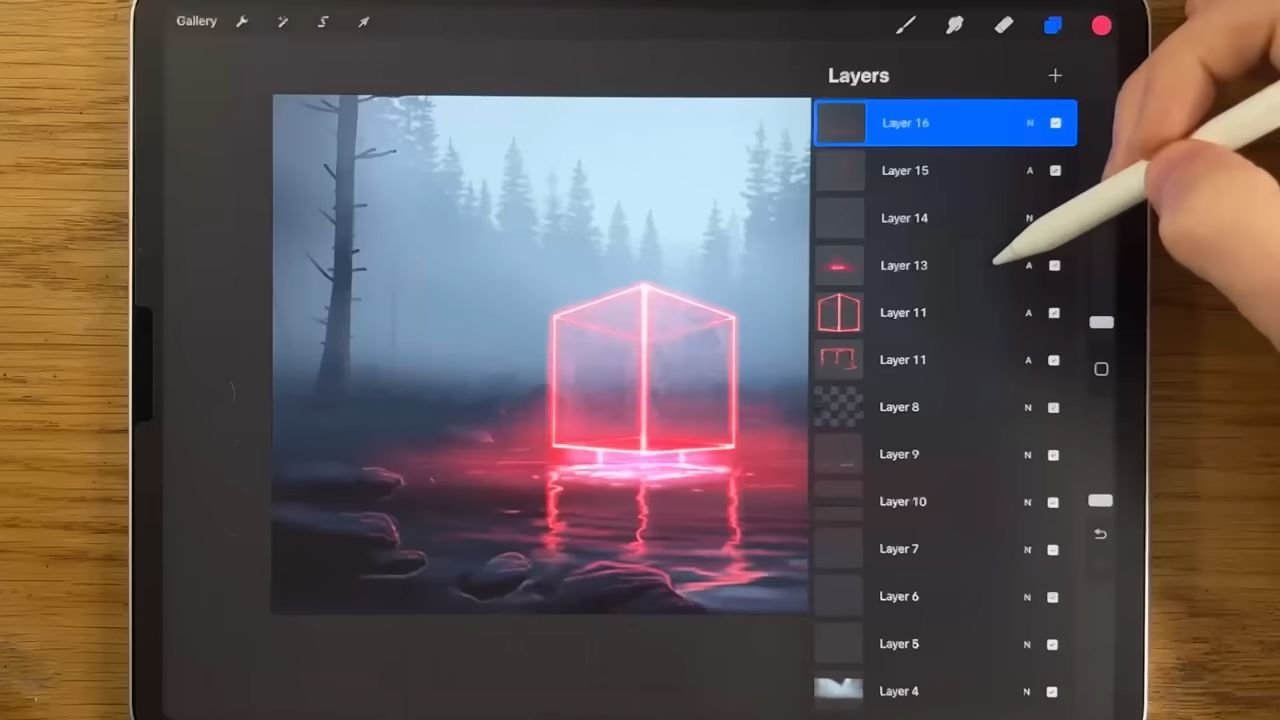 Gallery
Layers
Layer 16 N
Layer 15 A
Layer 14 N
Layer 13 A
Layer 11 A
Layer 11 A
Layer 8 N
Layer 9 N
Layer 10 N
Layer 7 N
Layer 6 N
Layer 5 N
Layer 4 N